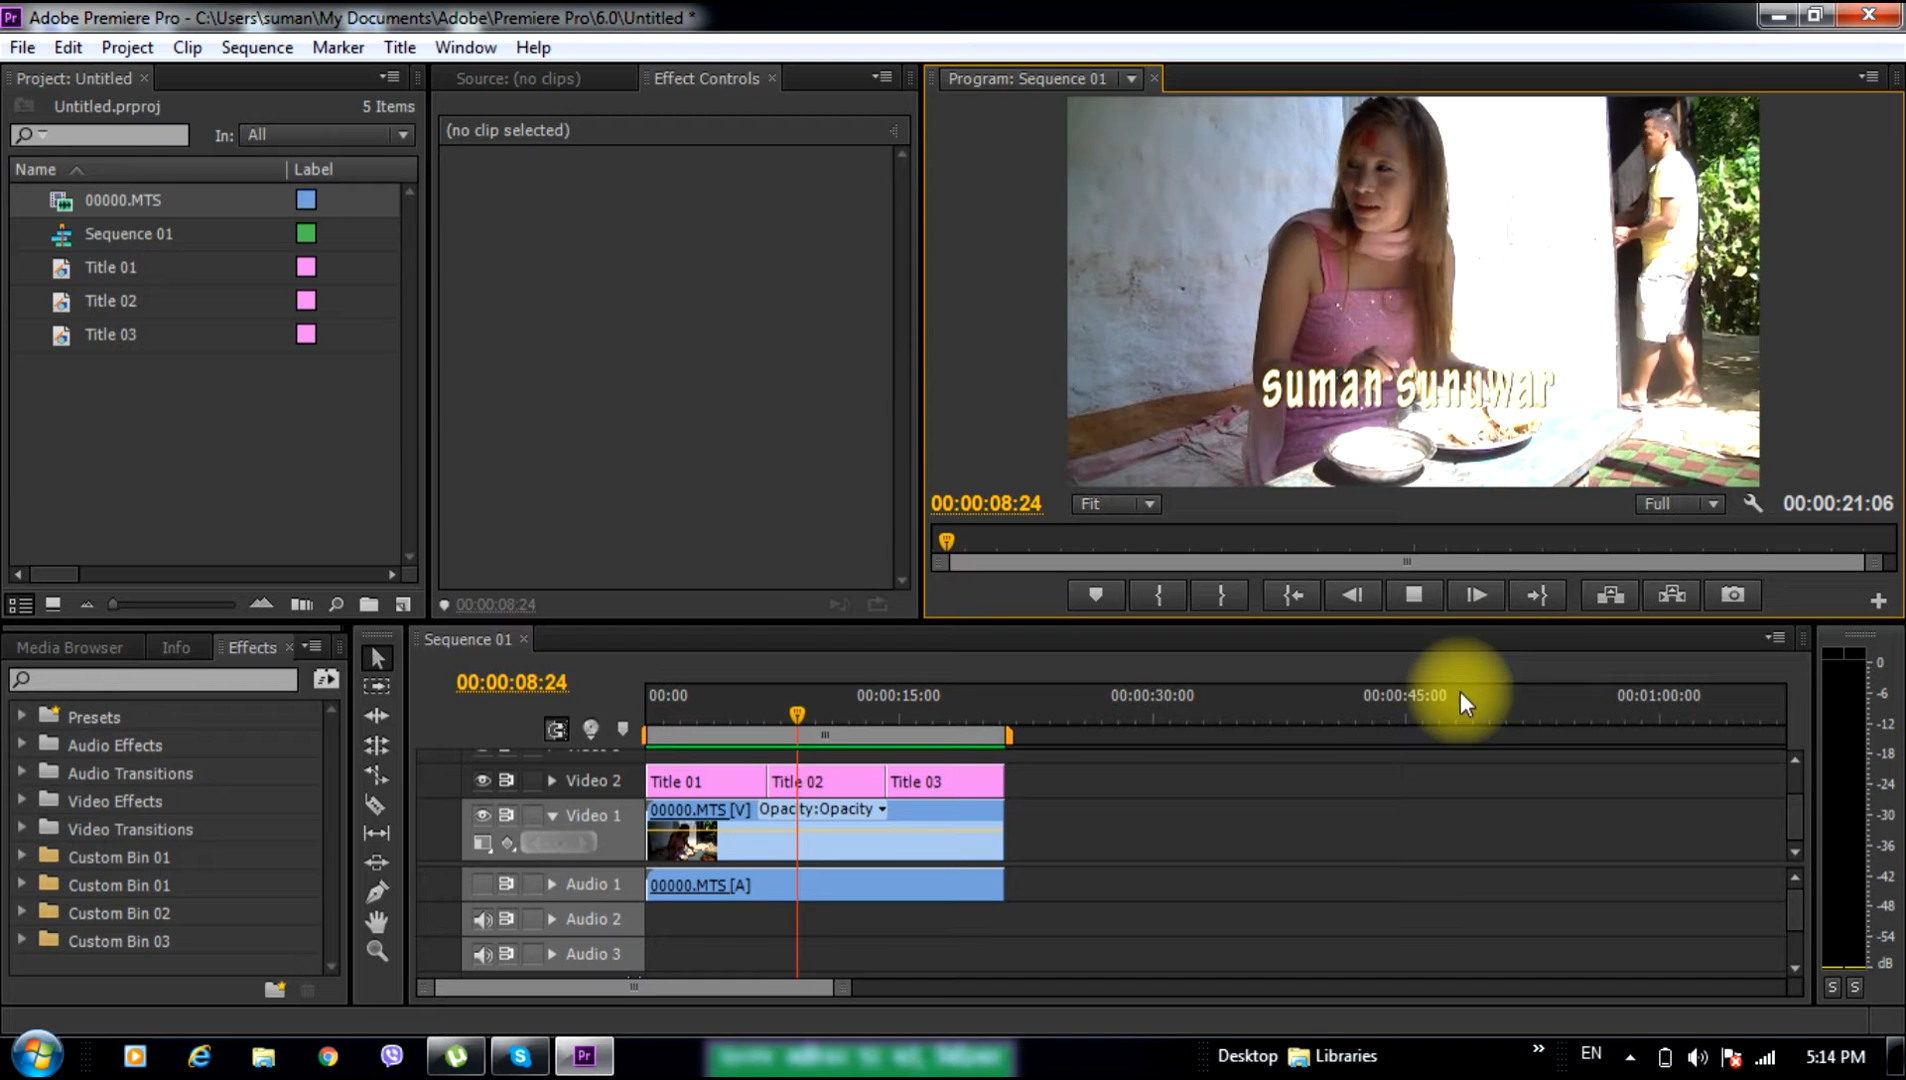 Adobe Premiere Pro - C:\Users\suman\My Documents\Adobe\Premiere Pro\6.0\Untitled *
File Edit Project Clip Sequence Marker Title Window Help
Project: Untitled
Untitled.prproj 5 Items
In: All
Name Label
00000.MTS
Sequence 01
Title 01
Title 02
Title 03
Source: (no clips) Effect Controls
(no clip selected)
00:00:08:24
Program: Sequence 01
suman sunuwar
00:00:08:24 Fit Full 00:00:21:06
Media Browser Info Effects
Presets
Audio Effects
Audio Transitions
Video Effects
Video Transitions
Custom Bin 01
Custom Bin 01
Custom Bin 02
Custom Bin 03
Sequence 01
00:00:08:24
00:00 00:00:15:00 00:00:30:00 00:00:45:00 00:01:00:00
Video 2 Title 01 Title 02 Title 03
Video 1 00000.MTS [V] Opacity:Opacity
Audio 1 00000.MTS [A]
Audio 2
Audio 3
0
-6
-12
-18
-24
-30
-36
-42
-48
-54
dB
S S
Desktop Libraries » EN 5:14 PM